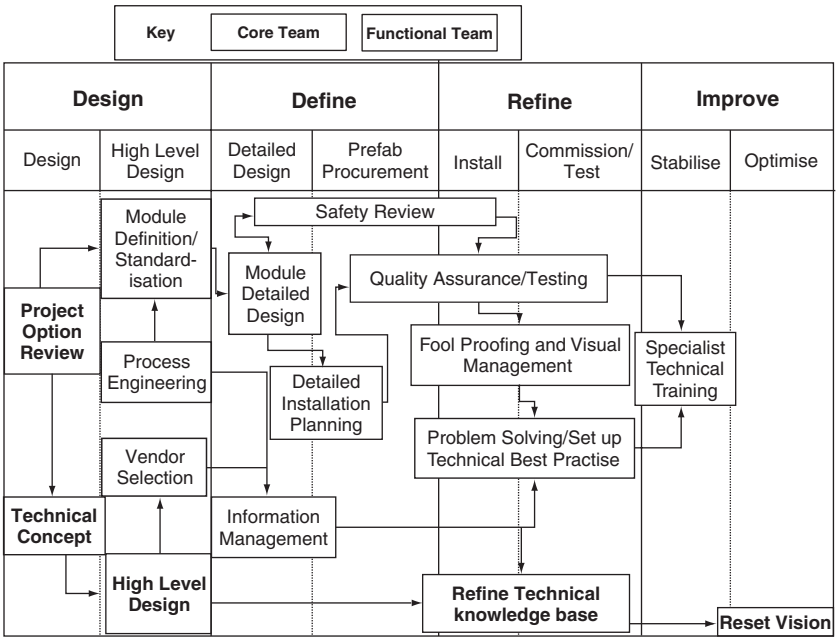 Key
Core Team
Functional Team
Design
Define
Refine
Improve
Design
High Level
Design
Detailed
Design
Prefab
Procurement
Install
Commission/
Test
Stabilise
Optimise
Module
Definition/
Standard-
isation
Safety Review
Module
Detailed
Design
Quality Assurance/Testing
Project
Option
Review
Process
Engineering
Detailed
Installation
Planning
Fool Proofing and Visual
Management
Specialist
Technical
Training
Vendor
Selection
Problem Solving/Set up
Technical Best Practise
Technical
Concept
Information
Management
High Level
Design
Refine Technical
knowledge base
Reset Vision